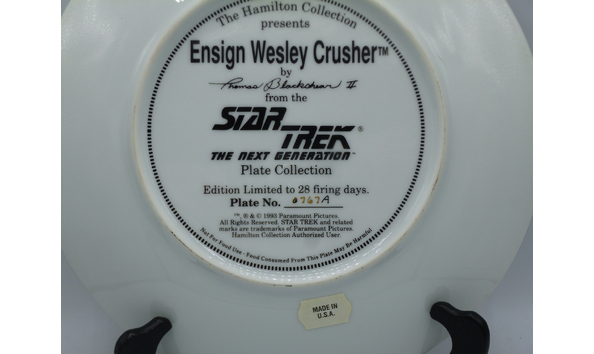 The Hamilton Collection
presents
Ensign Wesley Crusher™
by
Thomas Blackshear II
from the
STAR TREK®
THE NEXT GENERATION™
Plate Collection
Edition Limited to 28 firing days.
Plate No. 0767A
™, ® & © 1993 Paramount Pictures.
All Rights Reserved. STAR TREK and related
marks are trademarks of Paramount Pictures.
Hamilton Collection Authorized User.
Not For Food Use - Food Consumed From This Plate May Be Harmful
MADE IN
U.S.A.